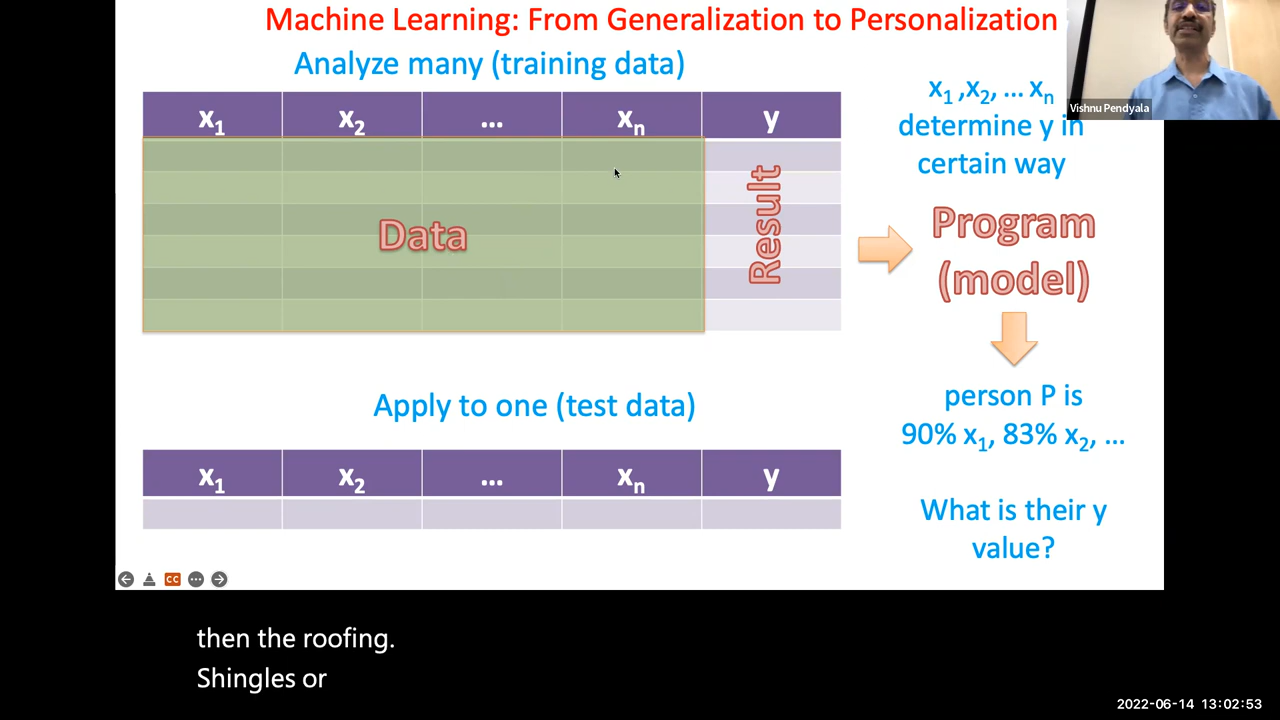 Machine Learning: From Generalization to Personalization
Analyze many (training data)
x1 x2 ... xn y
Data
Result
x1 ,x2, ... xn
determine y in
certain way
Program
(model)
person P is
90% x1, 83% x2, ...
What is their y
value?
Apply to one (test data)
x1 x2 ... xn y
Vishnu Pendyala
CC
then the roofing.
Shingles or
2022-06-14 13:02:53